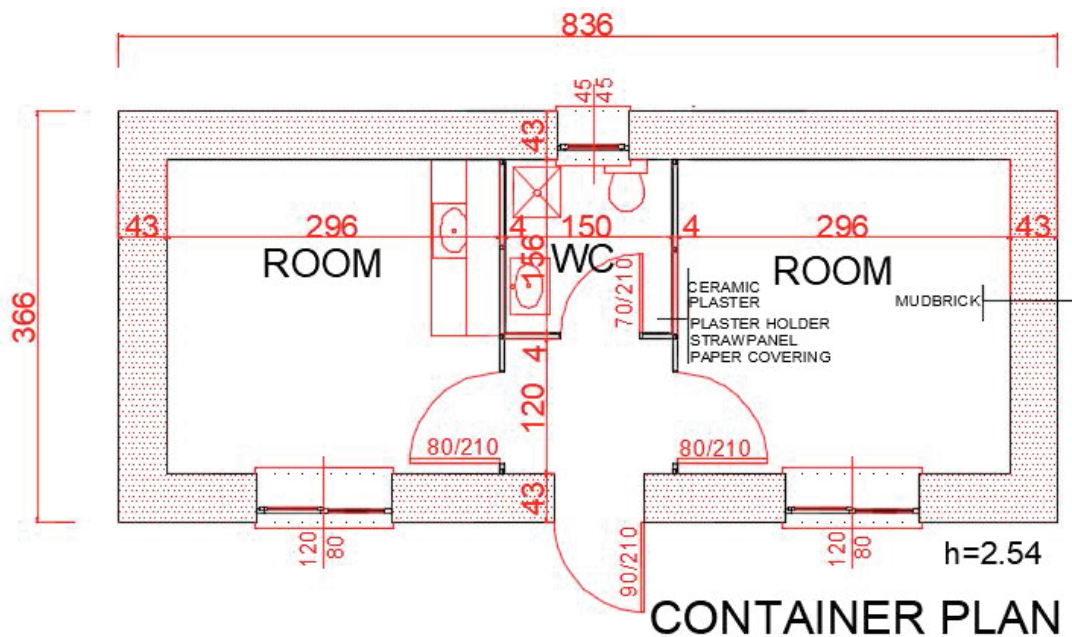 836
45
45
43
43
296
4
150
4
296
43
ROOM
156
WC
ROOM
366
70/210
CERAMIC
PLASTER
MUDBRICK
PLASTER HOLDER
STRAWPANEL
PAPER COVERING
4
120
80/210
80/210
43
120
80
90/210
120
80
h=2.54
CONTAINER PLAN